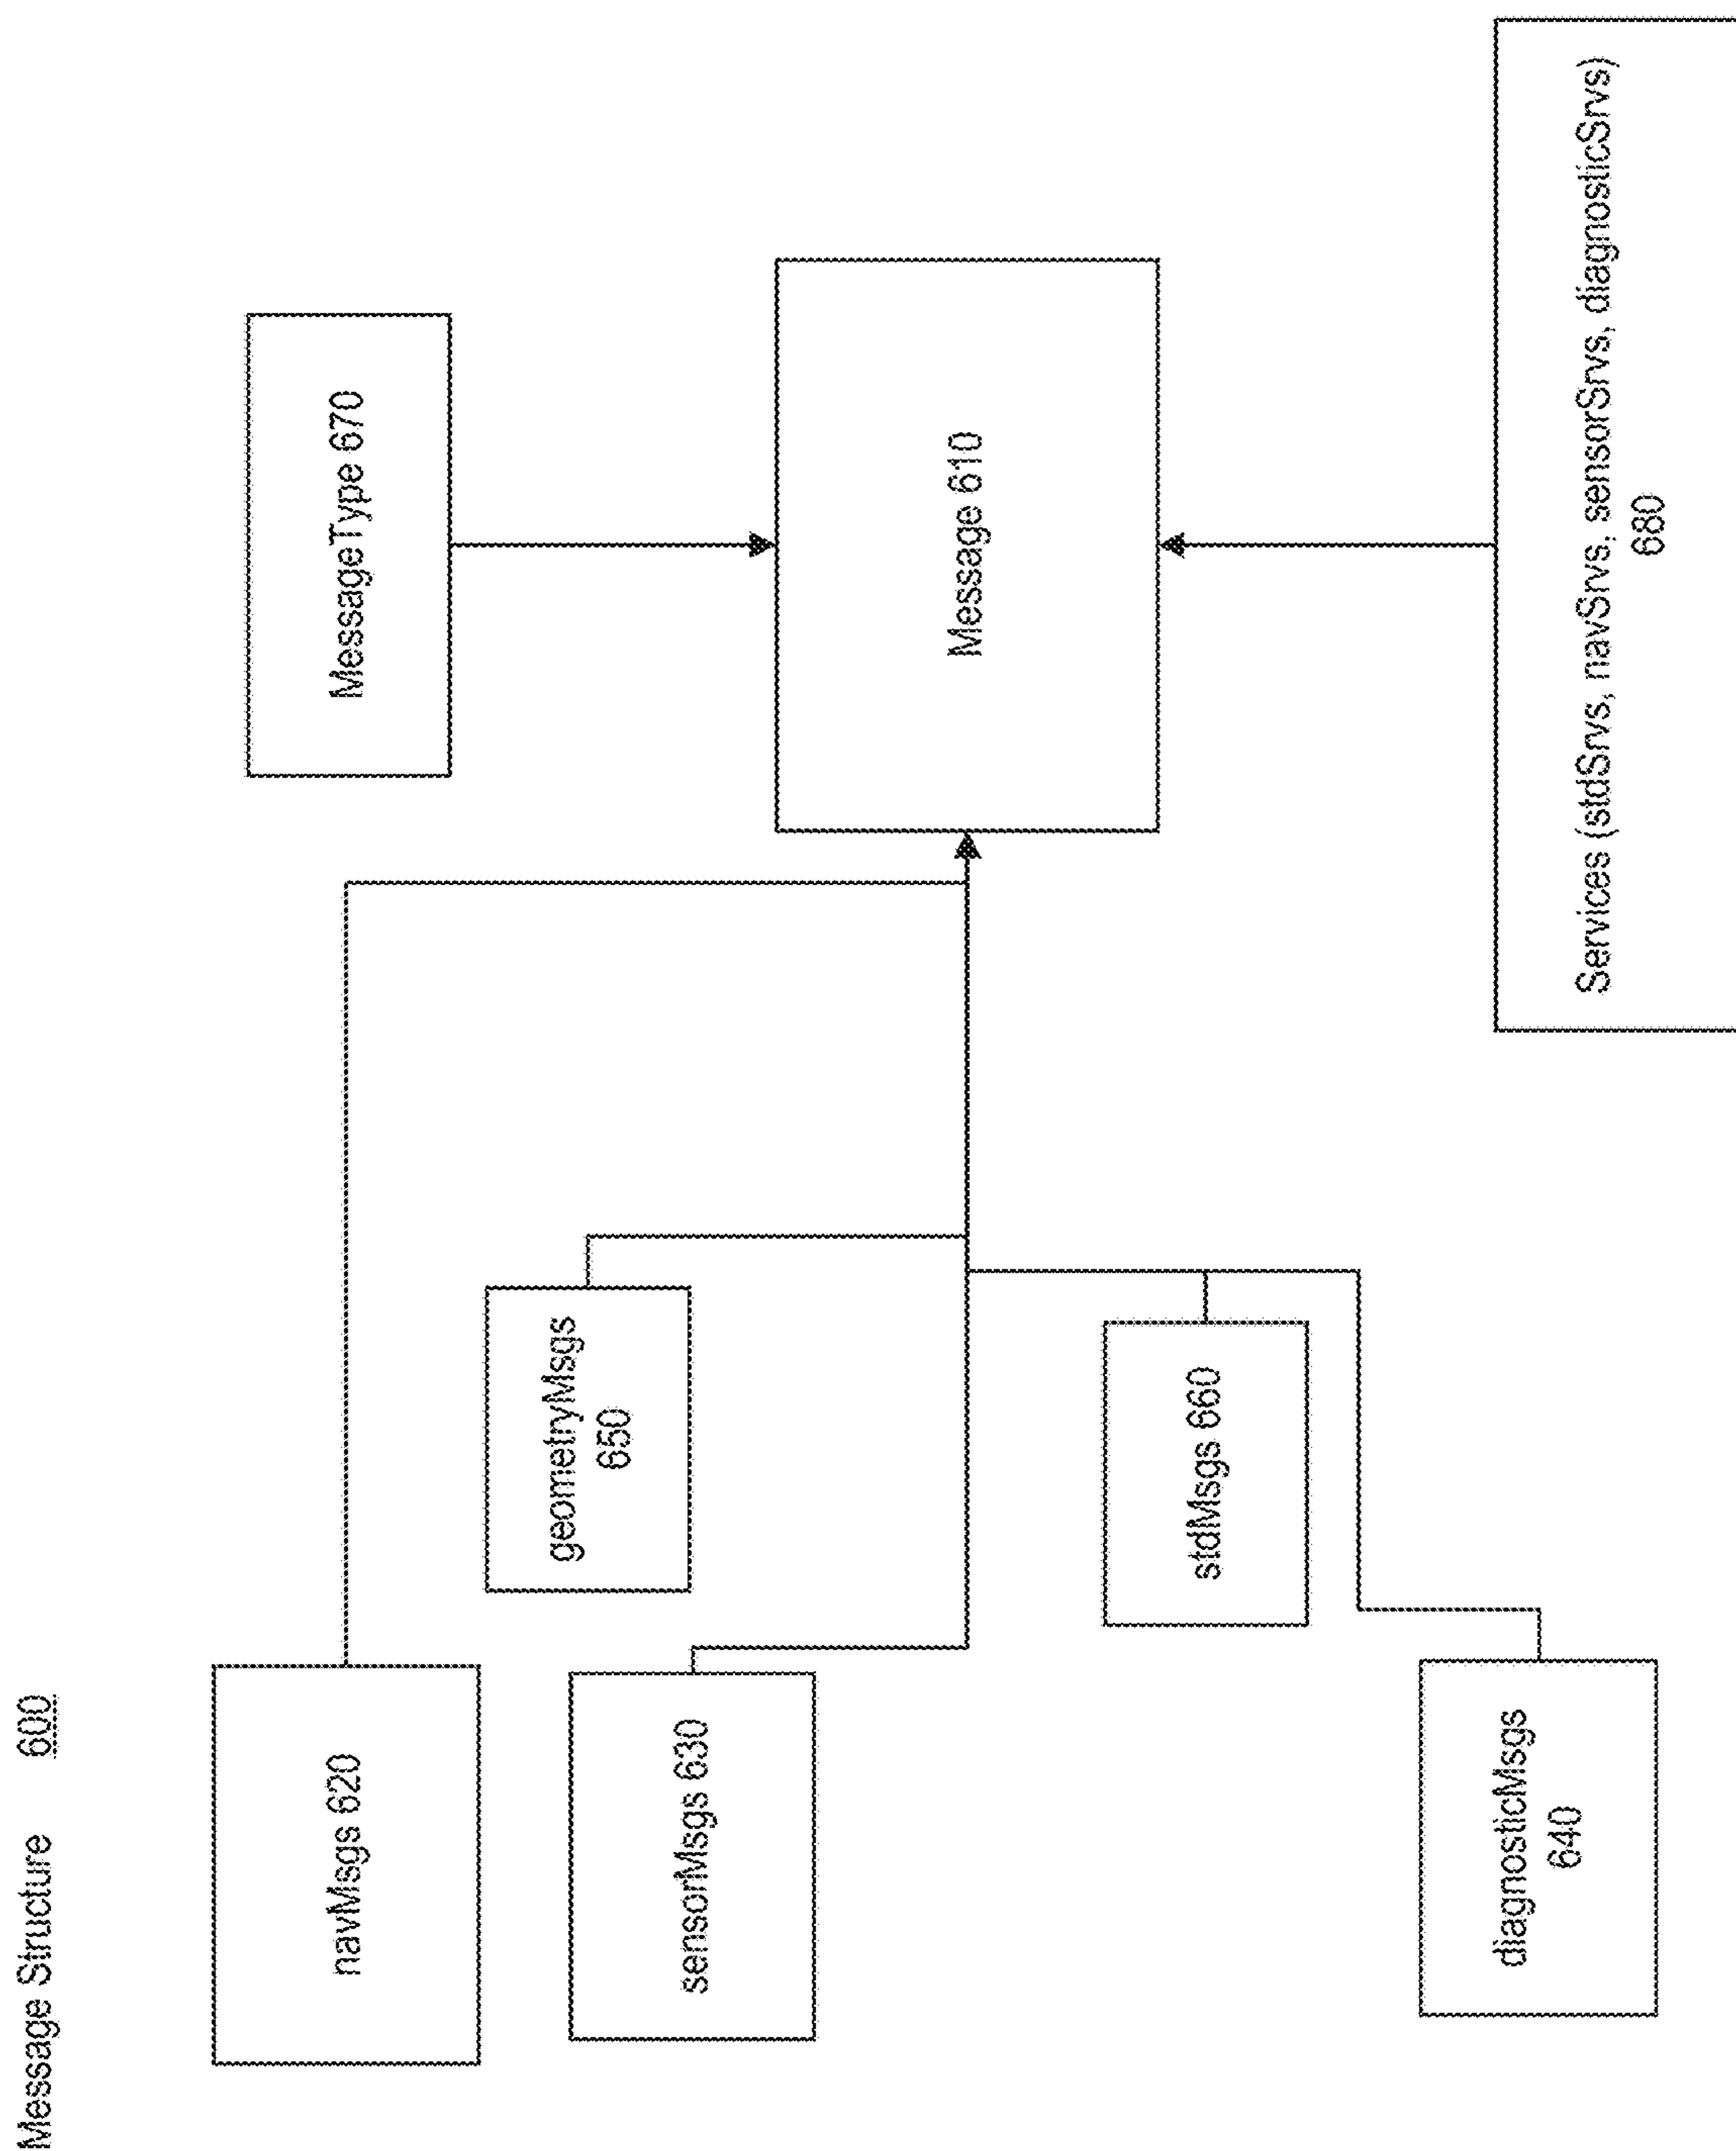 Message Structure 600
navMsgs 620
MessageType 670
geometryMsgs
650
sensorMsgs 630
Message 610
stdMsgs 660
diagnosticMsgs
640
Services (stdSrvs, navSrvs, sensorSrvs, diagnosticSrvs)
680